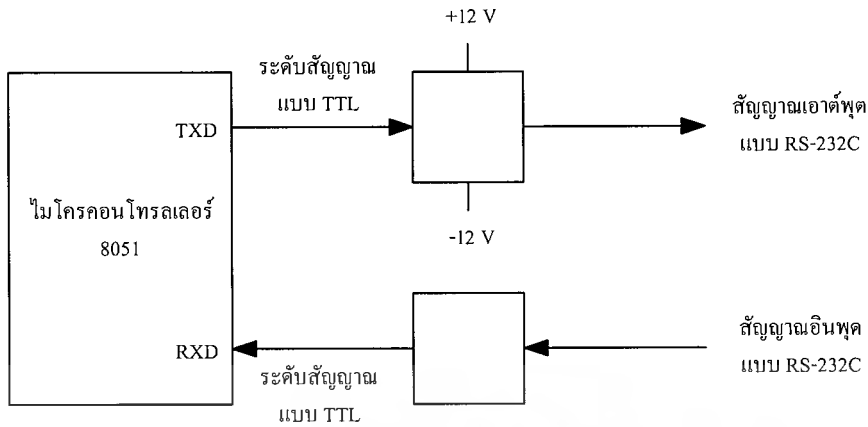 +12 V
ระดับสัญญาณ
แบบ TTL
TXD
สัญญาณเอาต์พุต
แบบ RS-232C
ไมโครคอนโทรลเลอร์
8051
-12 V
RXD
ระดับสัญญาณ
แบบ TTL
สัญญาณอินพุต
แบบ RS-232C